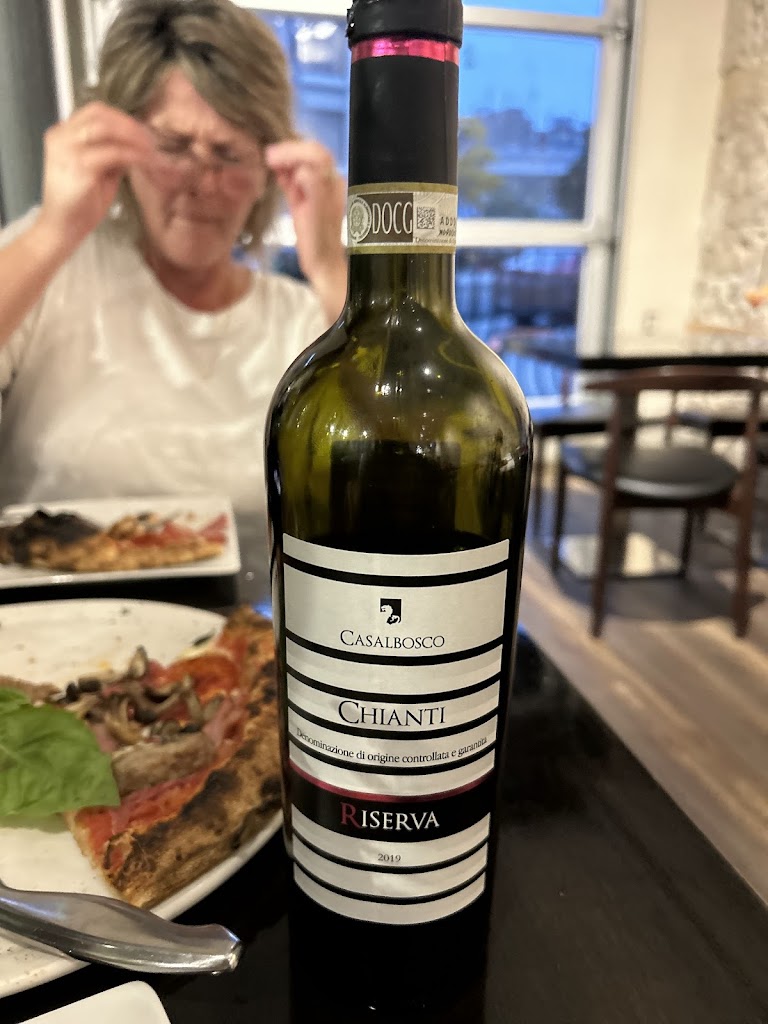 DOCG
CASALBOSCO
CHIANTI
Denominazione di origine controllata e garantita
RISERVA
2019